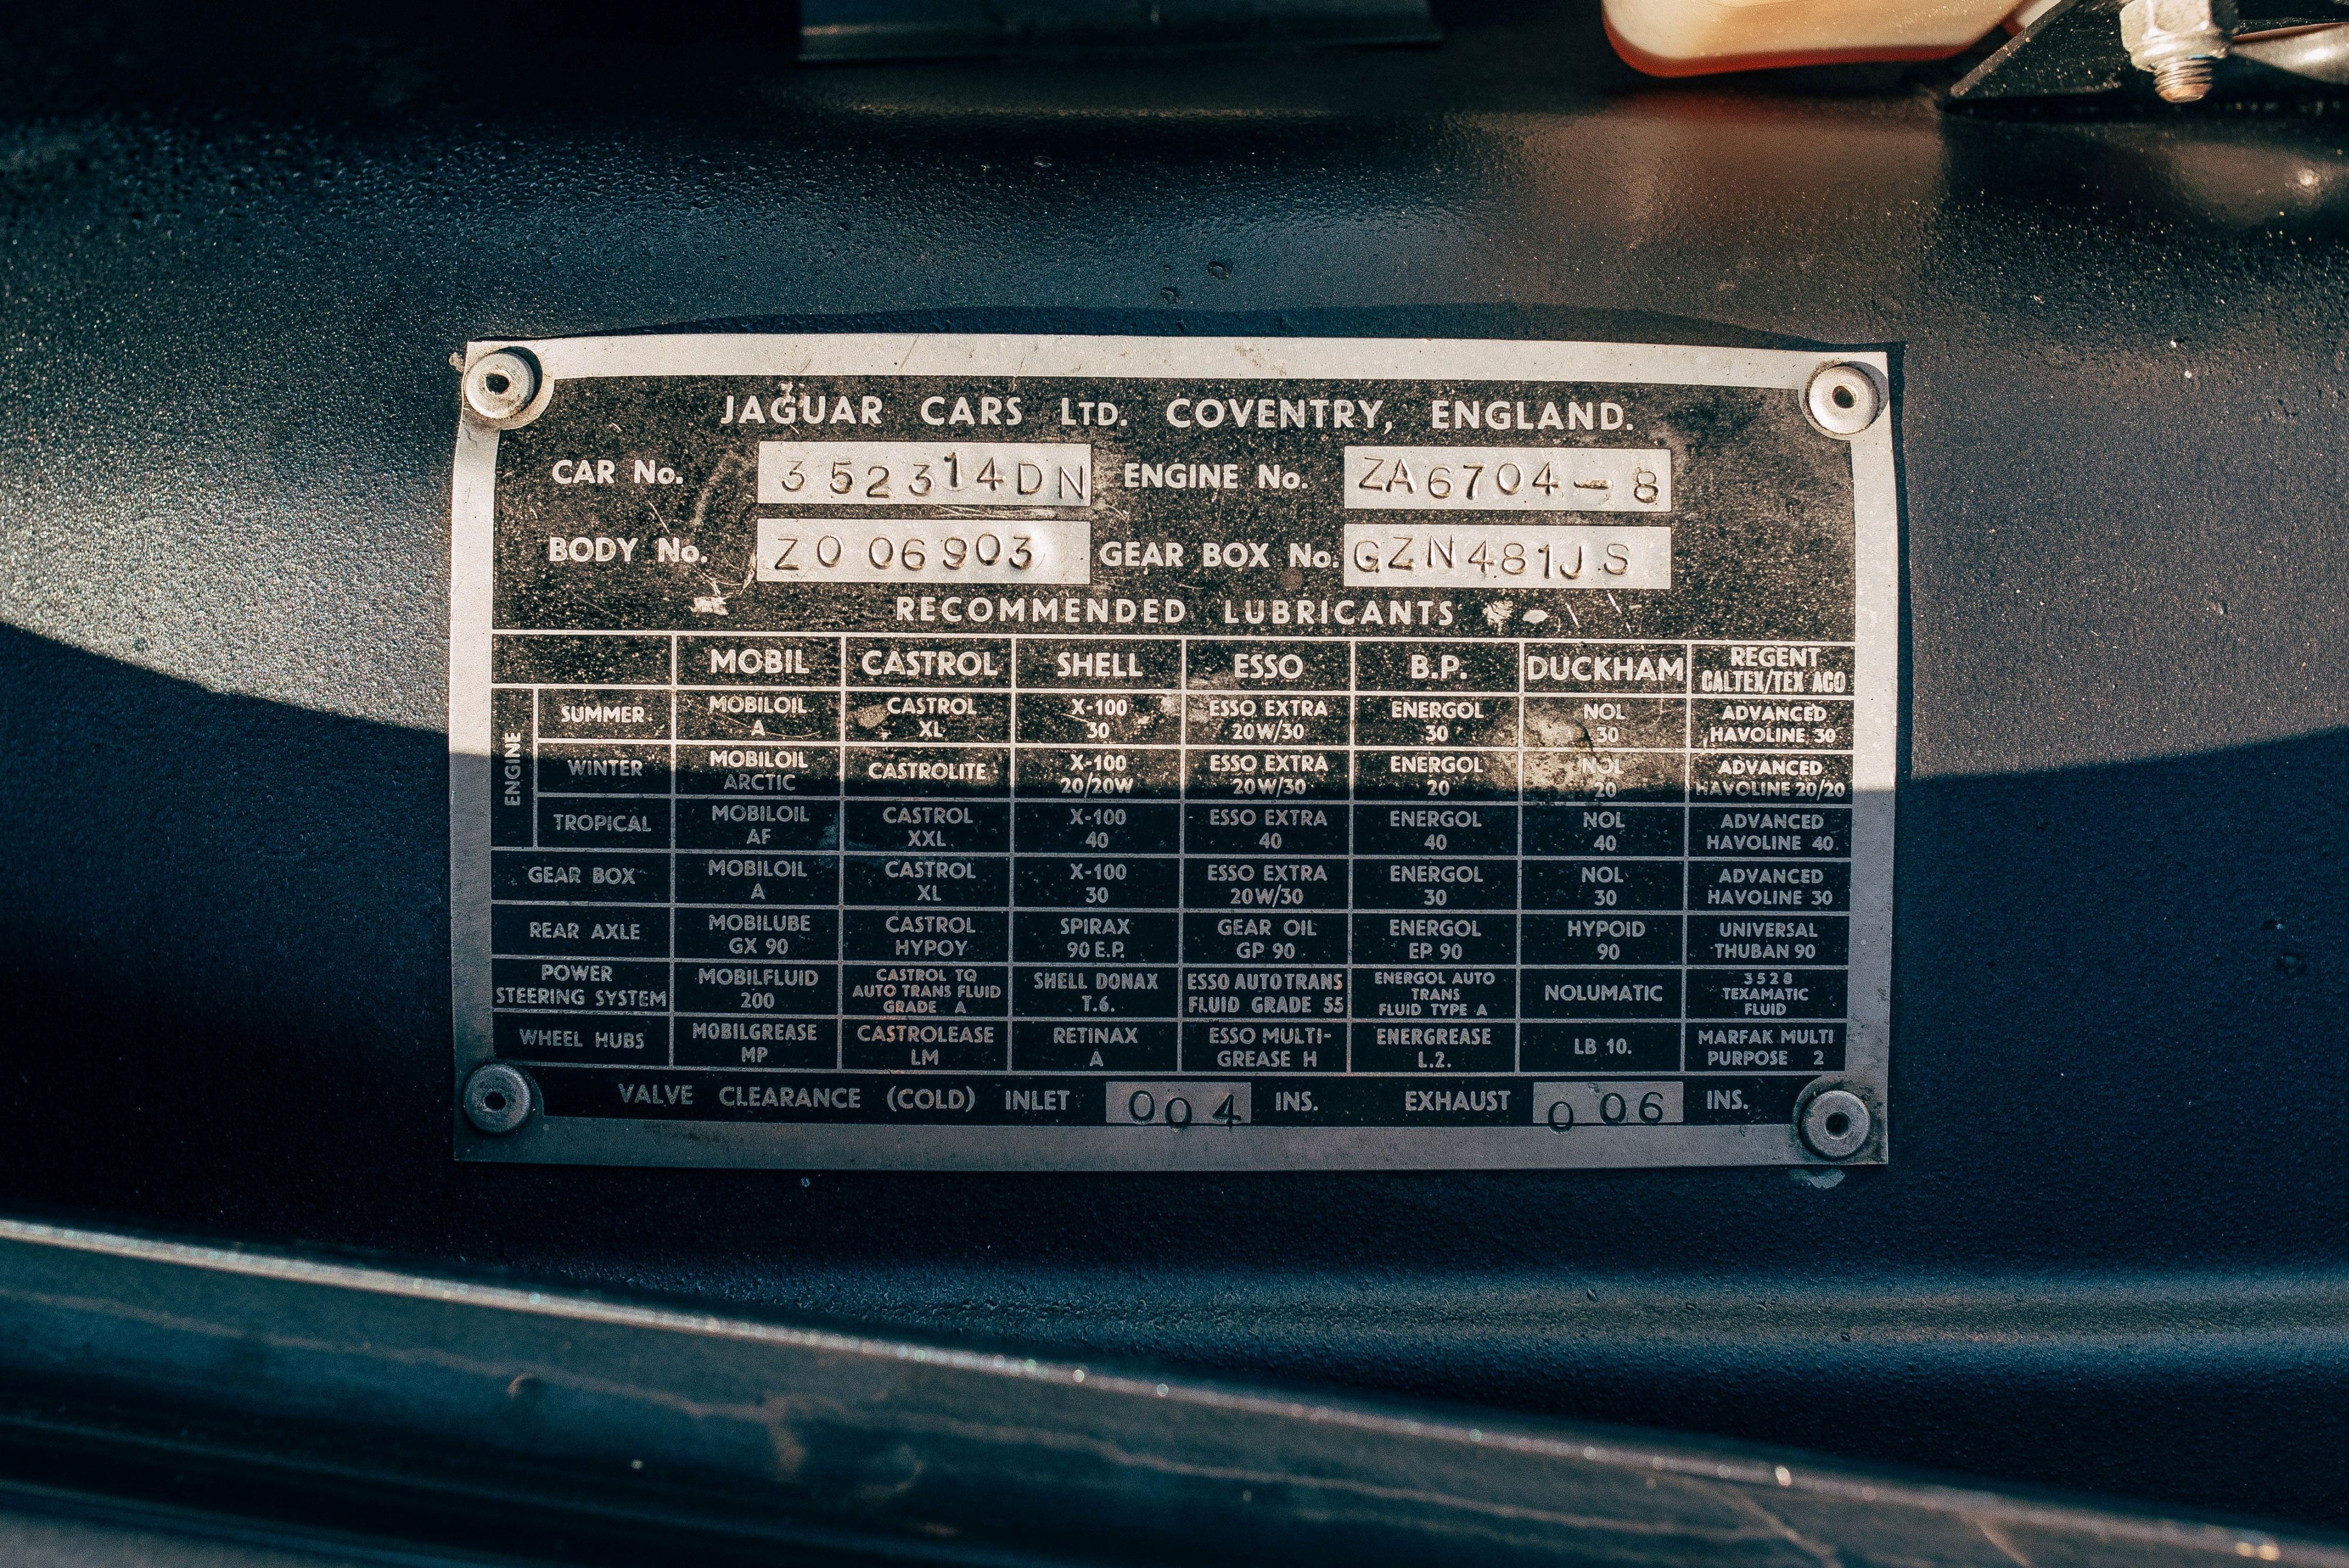 JAGUAR CARS LTD. COVENTRY, ENGLAND.
CAR No. 352314DN ENGINE No. ZA6704-8
BODY No. ZO 06903 GEAR BOX No. GZN481JS
RECOMMENDED LUBRICANTS
MOBIL CASTROL SHELL ESSO B.P. DUCKHAM REGENT CALTEX/TEXACO
ENGINE
SUMMER MOBILOIL A CASTROL XL X-100 30 ESSO EXTRA 20W/30 ENERGOL 30 NOL 30 ADVANCED HAVOLINE 30
WINTER MOBILOIL ARCTIC CASTROLITE X-100 20/20W ESSO EXTRA 20W/30 ENERGOL 20 NOL 20 ADVANCED HAVOLINE 20/20
TROPICAL MOBILOIL AF CASTROL XXL X-100 40 ESSO EXTRA 40 ENERGOL 40 NOL 40 ADVANCED HAVOLINE 40
GEAR BOX MOBILOIL A CASTROL XL X-100 30 ESSO EXTRA 20W/30 ENERGOL 30 NOL 30 ADVANCED HAVOLINE 30
REAR AXLE MOBILUBE GX 90 CASTROL HYPOY SPIRAX 90 E.P. GEAR OIL GP 90 ENERGOL EP 90 HYPOID 90 UNIVERSAL THUBAN 90
POWER STEERING SYSTEM MOBILFLUID 200 CASTROL TQ AUTO TRANS FLUID GRADE A SHELL DONAX T.6. ESSO AUTO TRANS FLUID GRADE 55 ENERGOL AUTO TRANS FLUID TYPE A NOLUMATIC 3528 TEXAMATIC FLUID
WHEEL HUBS MOBILGREASE MP CASTROLEASE LM RETINAX A ESSO MULTI-GREASE H ENERGREASE L.2. LB 10. MARFAK MULTI PURPOSE 2
VALVE CLEARANCE (COLD) INLET 004 INS. EXHAUST 006 INS.